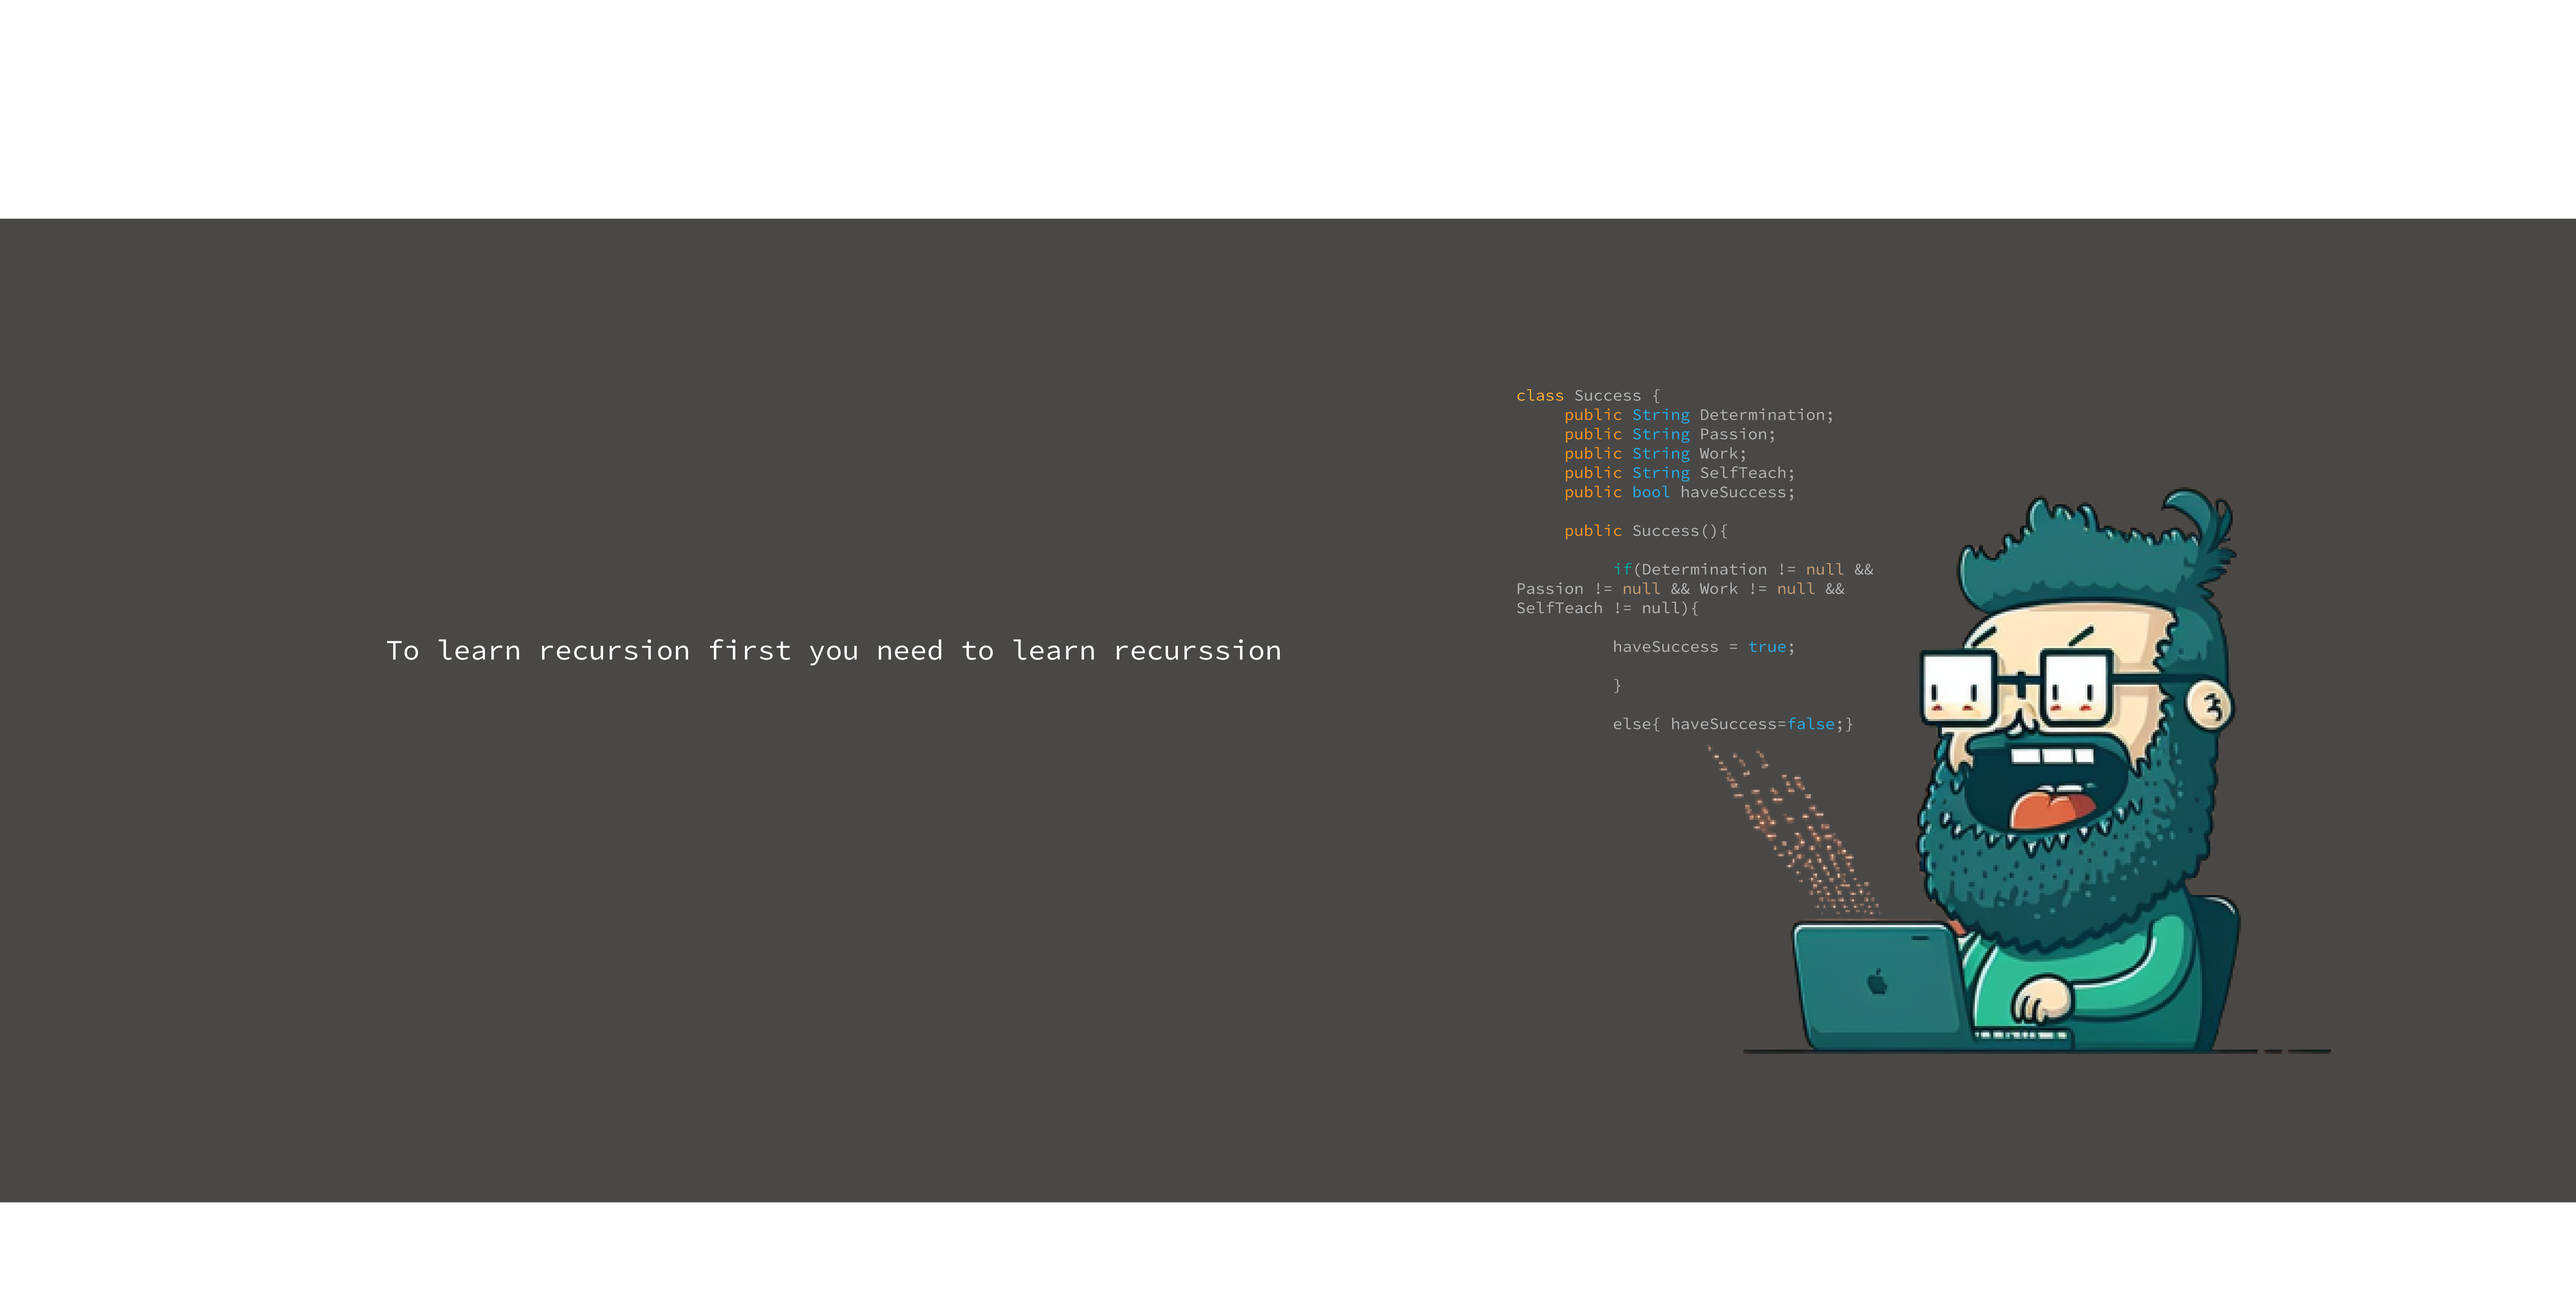 To learn recursion first you need to learn recurssion
class Success {
public String Determination;
public String Passion;
public String Work;
public String SelfTeach;
public bool haveSuccess;
public Success(){
if(Determination != null &&
Passion != null && Work != null &&
SelfTeach != null){
haveSuccess = true;
}
else{ haveSuccess=false;}